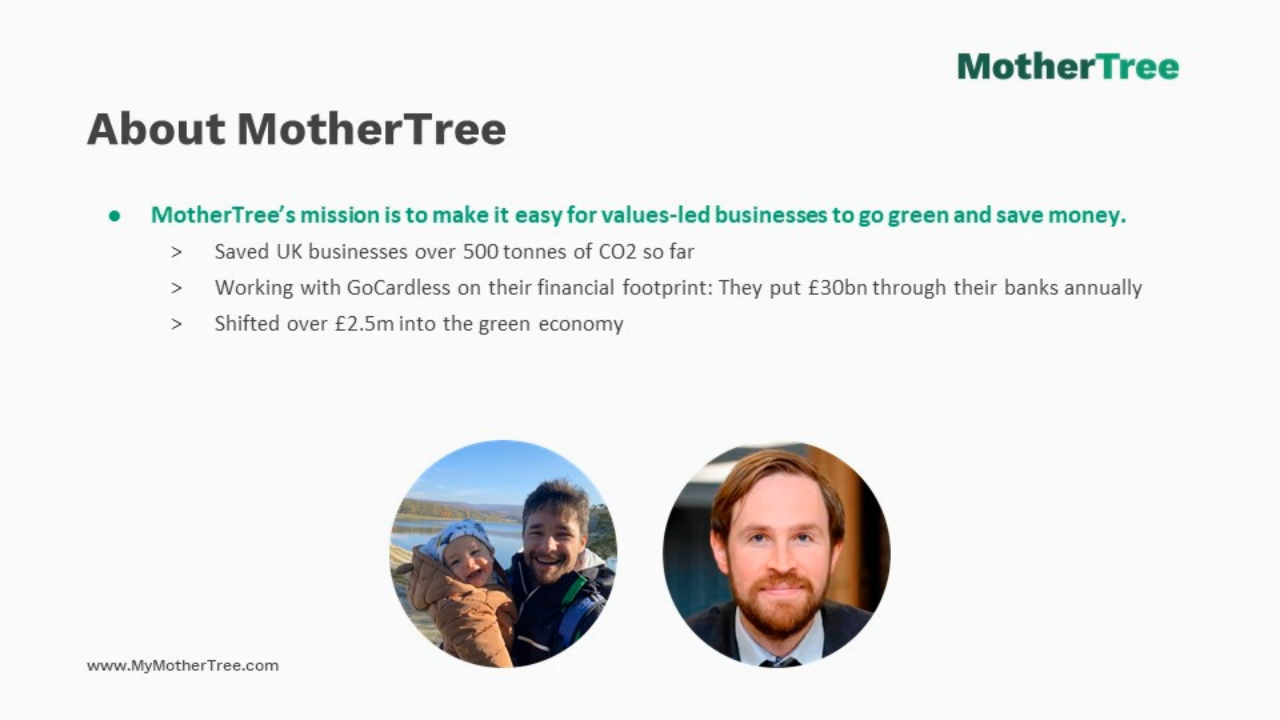 MotherTree
About MotherTree
● MotherTree's mission is to make it easy for values-led businesses to go green and save money.
> Saved UK businesses over 500 tonnes of CO2 so far
> Working with GoCardless on their financial footprint: They put £30bn through their banks annually
> Shifted over £2.5m into the green economy
www.MyMotherTree.com